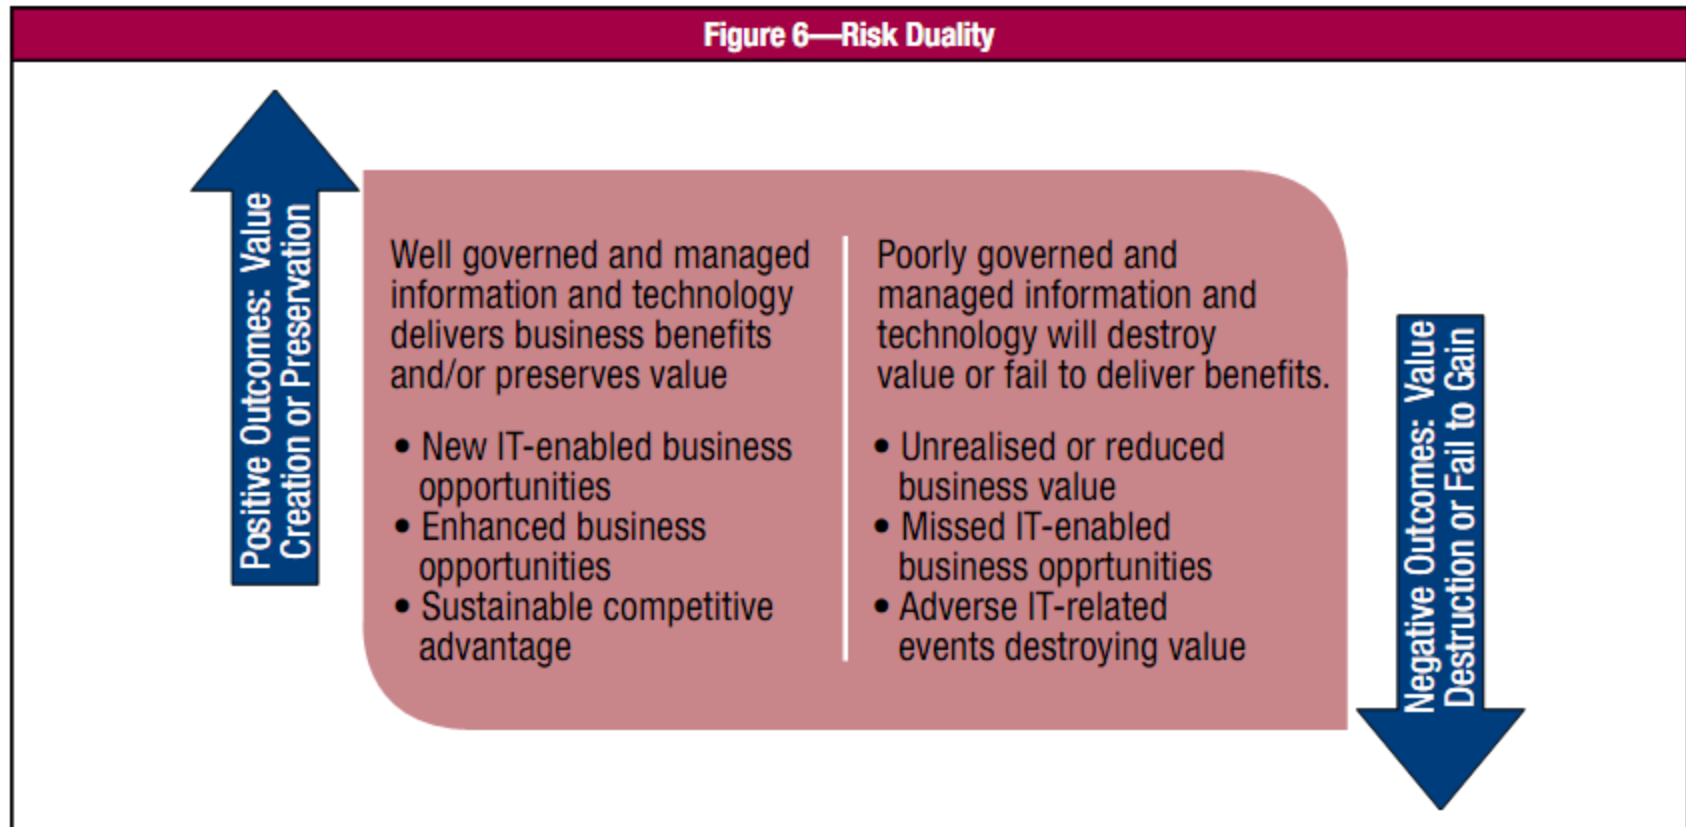 Figure 6—Risk Duality
Positive Outcomes: Value
Creation or Preservation
Well governed and managed
information and technology
delivers business benefits
and/or preserves value
• New IT-enabled business
opportunities
• Enhanced business
opportunities
• Sustainable competitive
advantage
Poorly governed and
managed information and
technology will destroy
value or fail to deliver benefits.
• Unrealised or reduced
business value
• Missed IT-enabled
business opprtunities
• Adverse IT-related
events destroying value
Negative Outcomes: Value
Destruction or Fail to Gain